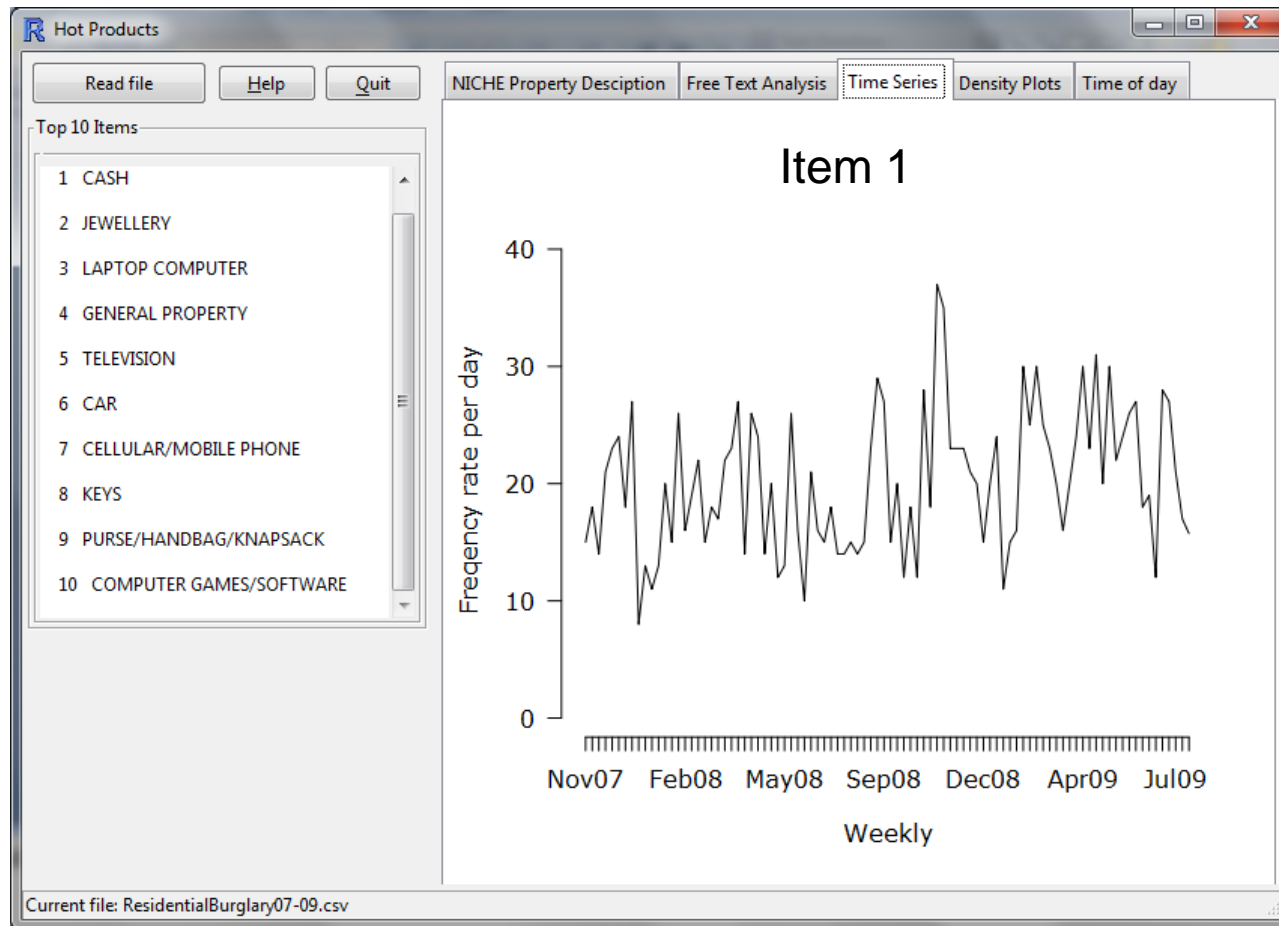 Hot Products
Read file Help Quit
NICHE Property Desciption Free Text Analysis Time Series Density Plots Time of day
Top 10 Items
1 CASH
2 JEWELLERY
3 LAPTOP COMPUTER
4 GENERAL PROPERTY
5 TELEVISION
6 CAR
7 CELLULAR/MOBILE PHONE
8 KEYS
9 PURSE/HANDBAG/KNAPSACK
10 COMPUTER GAMES/SOFTWARE
Item 1
40
30
20
10
0
Freqency rate per day
Nov07 Feb08 May08 Sep08 Dec08 Apr09 Jul09
Weekly
Current file: ResidentialBurglary07-09.csv